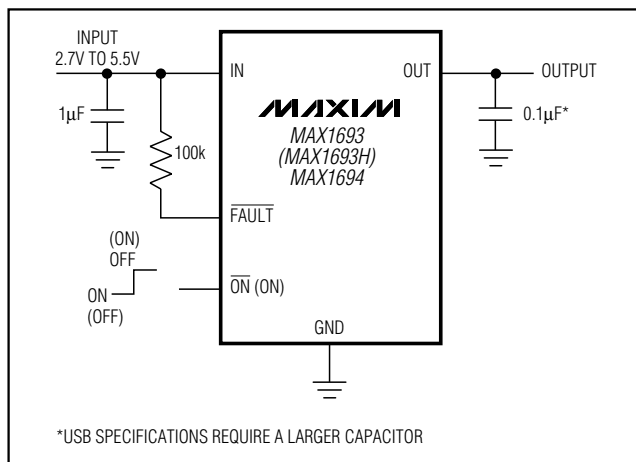 INPUT
2.7V TO 5.5V
IN
OUT
OUTPUT
1µF
0.1µF*
MAXIM
MAX1693
(MAX1693H)
MAX1694
100k
FAULT
(ON)
OFF
ON
(OFF)
ON (ON)
GND
*USB SPECIFICATIONS REQUIRE A LARGER CAPACITOR